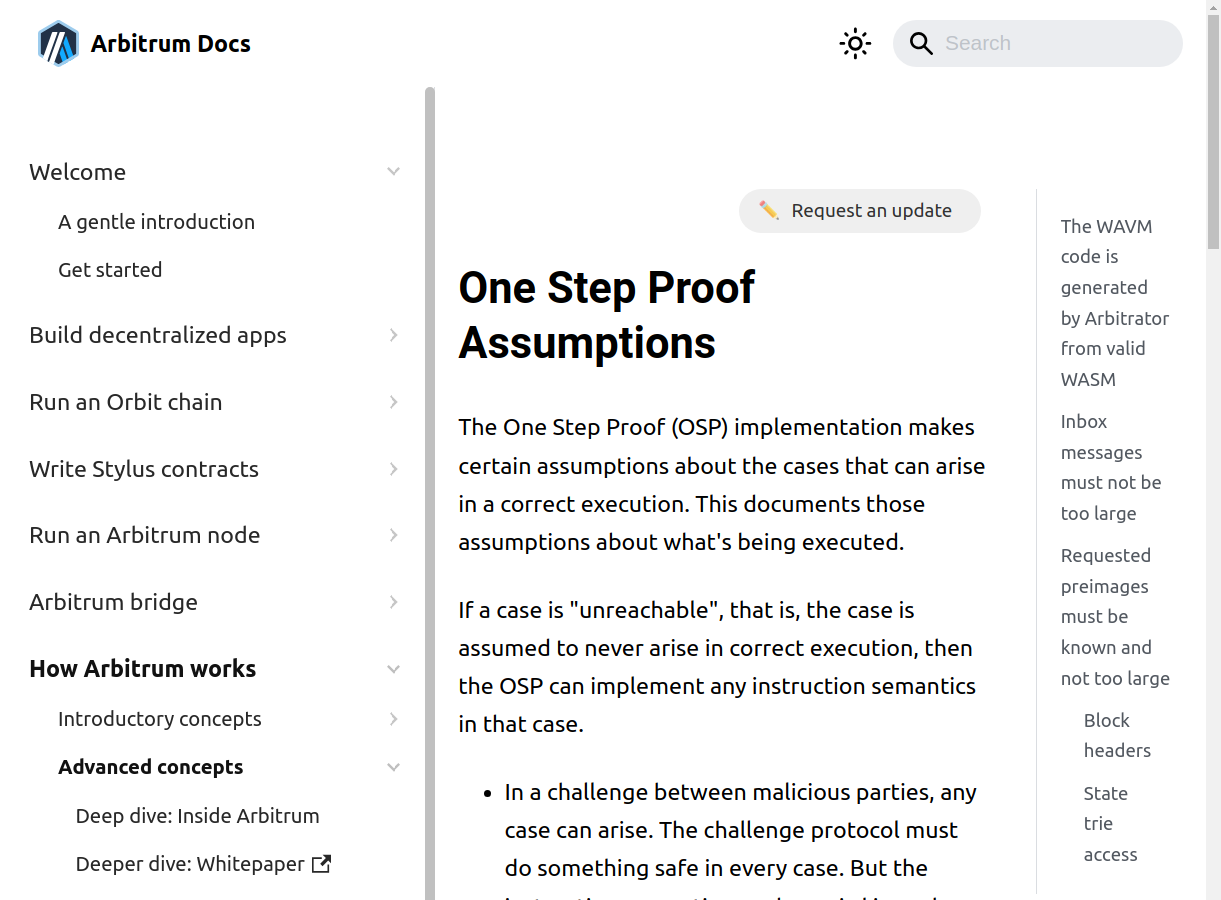 Arbitrum Docs
Search
Welcome
A gentle introduction
Get started
Build decentralized apps
Run an Orbit chain
Write Stylus contracts
Run an Arbitrum node
Arbitrum bridge
How Arbitrum works
Introductory concepts
Advanced concepts
Deep dive: Inside Arbitrum
Deeper dive: Whitepaper
Request an update
One Step Proof
Assumptions
The One Step Proof (OSP) implementation makes
certain assumptions about the cases that can arise
in a correct execution. This documents those
assumptions about what's being executed.
If a case is "unreachable", that is, the case is
assumed to never arise in correct execution, then
the OSP can implement any instruction semantics
in that case.
• In a challenge between malicious parties, any
case can arise. The challenge protocol must
do something safe in every case. But the
The WAVM
code is
generated
by Arbitrator
from valid
WASM
Inbox
messages
must not be
too large
Requested
preimages
must be
known and
not too large
Block
headers
State
trie
access